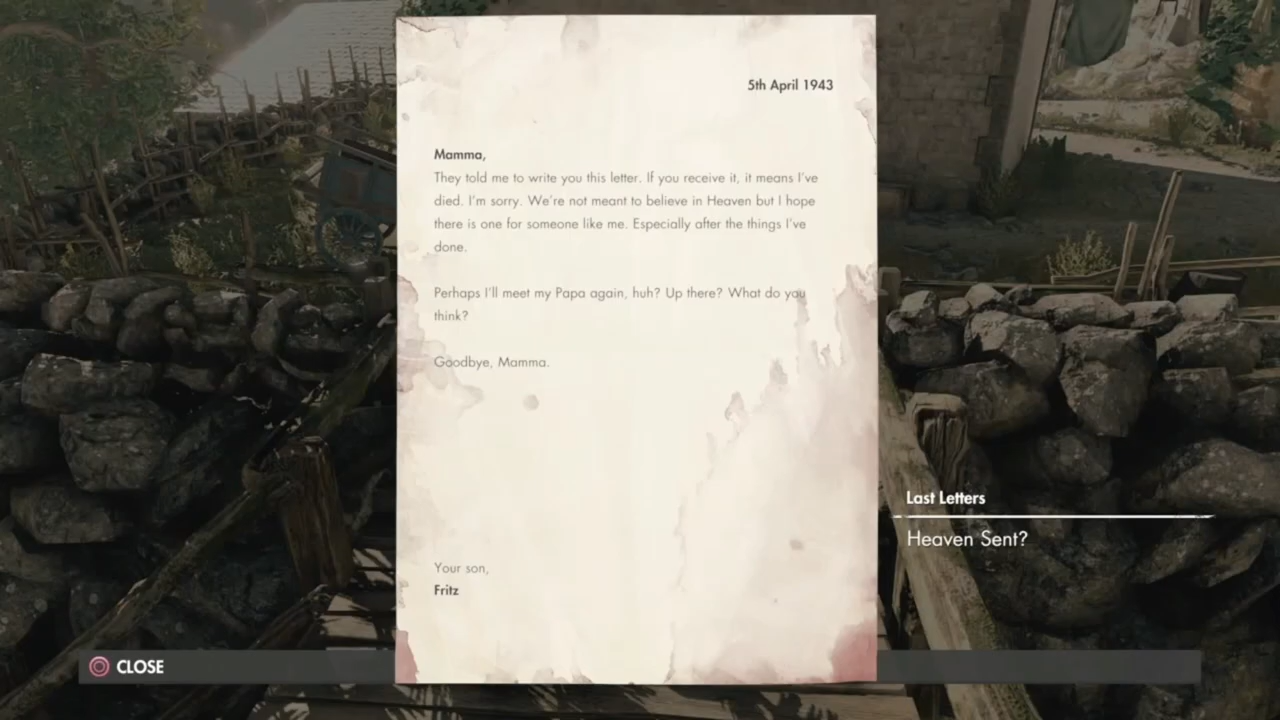 5th April 1943
Mamma,
They told me to write you this letter. If you receive it, it means I've
died. I'm sorry. We're not meant to believe in Heaven but I hope
there is one for someone like me. Especially after the things I've
done.
Perhaps I'll meet my Papa again, huh? Up there? What do you
think?
Goodbye, Mamma.
Your son,
Fritz
Last Letters
Heaven Sent?
CLOSE